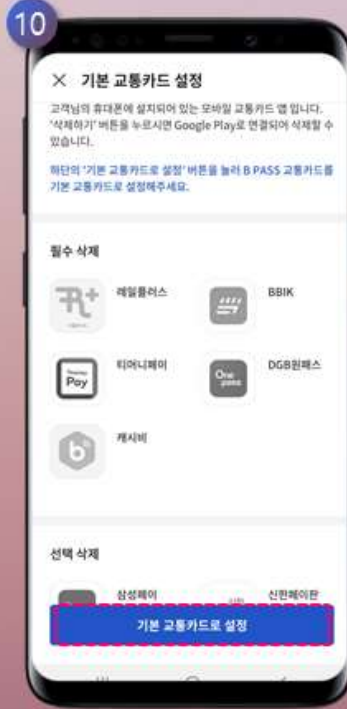 10
× 기본 교통카드 설정
고객님의 휴대폰에 설치되어 있는 모바일 교통카드 앱 입니다.
'삭제하기' 버튼을 누르시면 Google Play로 연결되어 삭제할 수
있습니다.
하단의 '기본 교통카드로 설정' 버튼을 눌러 B PASS 교통카드를
기본 교통카드로 설정해주세요.
필수 삭제
레일플러스
BBIK
Pay
티머니페이
One pass
DGB원패스
b
캐시비
선택 삭제
삼성페이
신한페이판
기본 교통카드로 설정